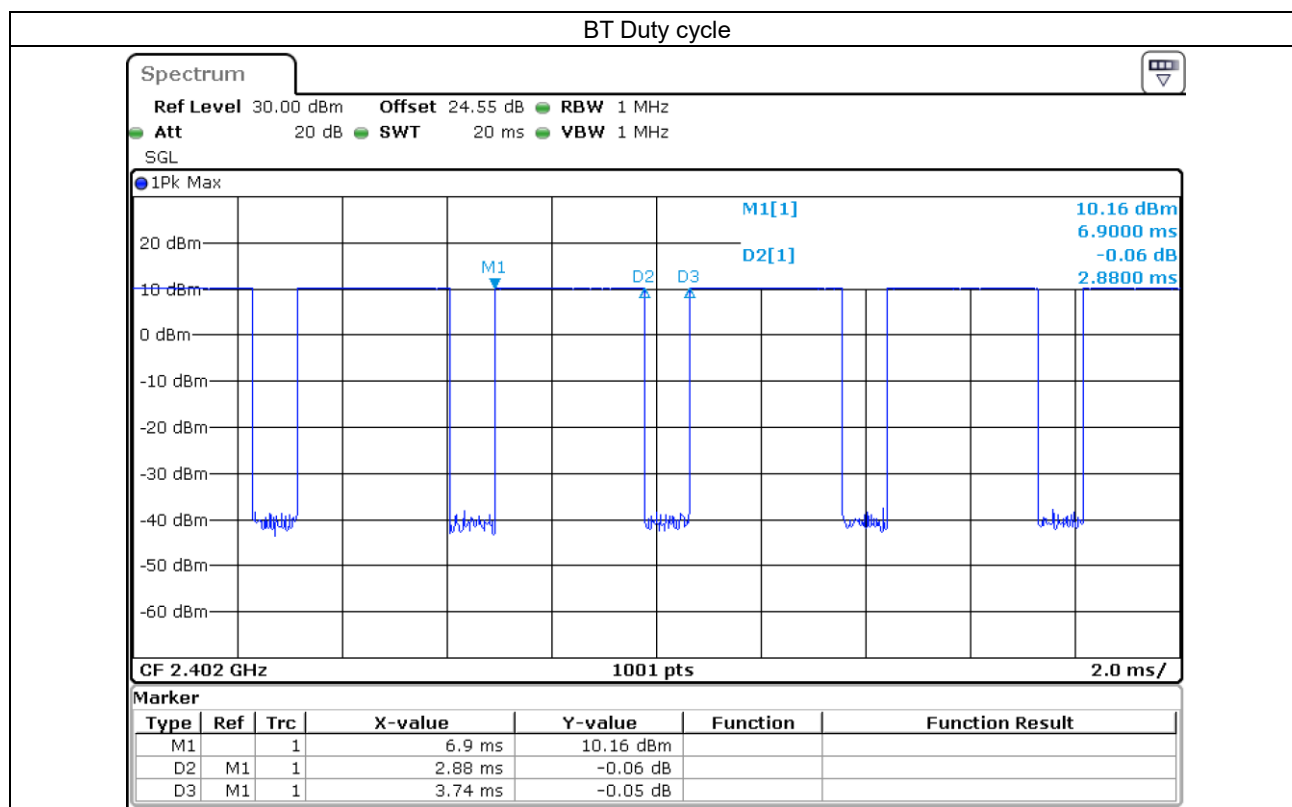 BT Duty cycle
Spectrum
Ref Level 30.00 dBm Offset 24.55 dB RBW 1 MHz
Att 20 dB SWT 20 ms VBW 1 MHz
SGL
1Pk Max
M1[1] 10.16 dBm
6.9000 ms
20 dBm
D2[1] -0.06 dB
2.8800 ms
M1
D2 D3
10 dBm
0 dBm
-10 dBm
-20 dBm
-30 dBm
-40 dBm
-50 dBm
-60 dBm
CF 2.402 GHz 1001 pts 2.0 ms/
Marker
Type Ref Trc X-value Y-value Function Function Result
M1 1 6.9 ms 10.16 dBm
D2 M1 1 2.88 ms -0.06 dB
D3 M1 1 3.74 ms -0.05 dB